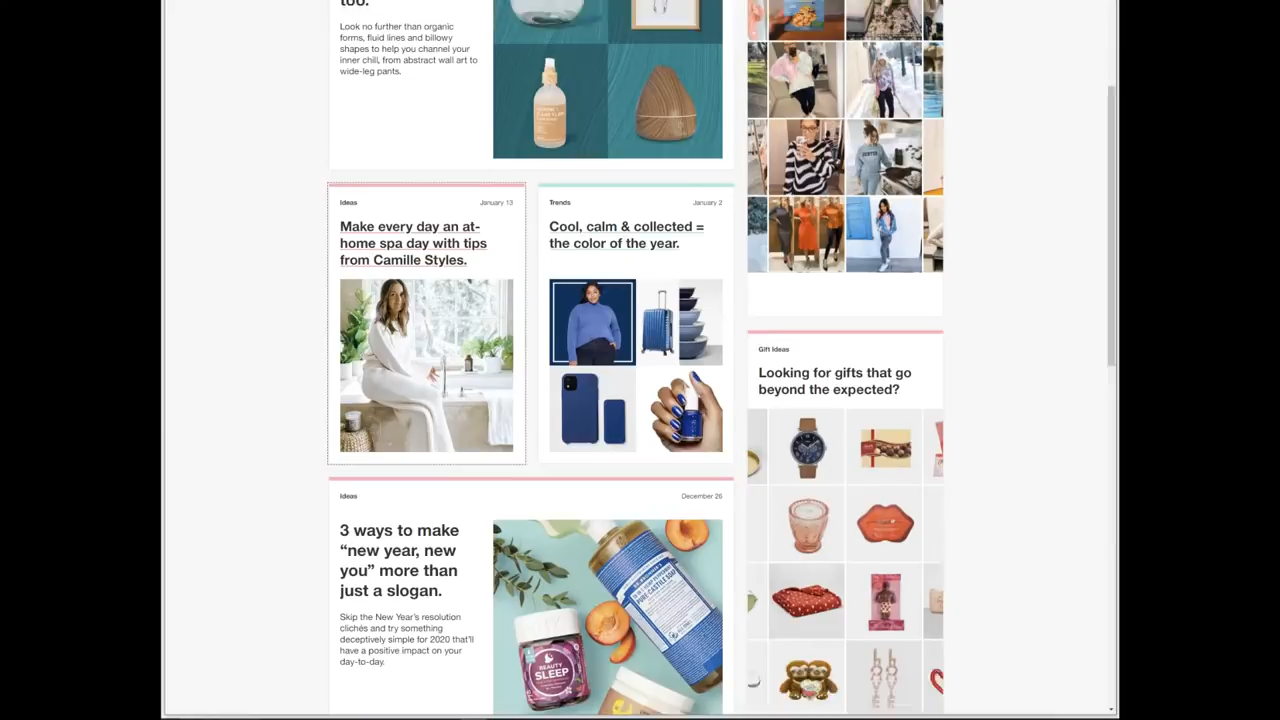 too.
Look no further than organic
forms, fluid lines and billowy
shapes to help you channel your
inner chill, from abstract wall art to
wide-leg pants.
Ideas
January 13
Make every day an at-
home spa day with tips
from Camille Styles.
Trends
January 2
Cool, calm & collected =
the color of the year.
Gift Ideas
Looking for gifts that go
beyond the expected?
Ideas
December 26
3 ways to make
“new year, new
you” more than
just a slogan.
Skip the New Year’s resolution
clichés and try something
deceptively simple for 2020 that’ll
have a positive impact on your
day-to-day.
PURE-CASTILE SOAP
BEAUTY
SLEEP